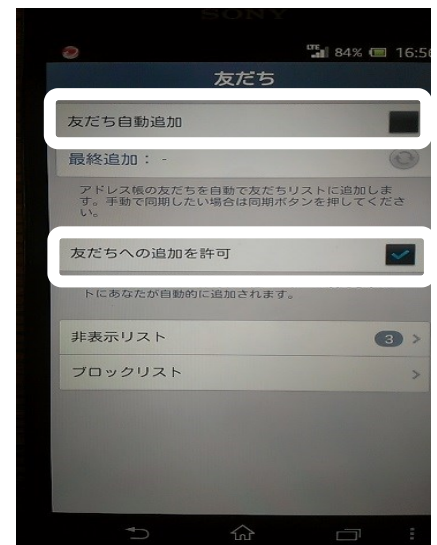 SONY
LTE 84% 16:56
友だち
友だち自動追加
最終追加： -
アドレス帳の友だちを自動で友だちリストに追加しま
す。手動で同期したい場合は同期ボタンを押してくださ
い。
友だちへの追加を許可
トにあなたが自動的に追加されます。
非表示リスト 3
ブロックリスト